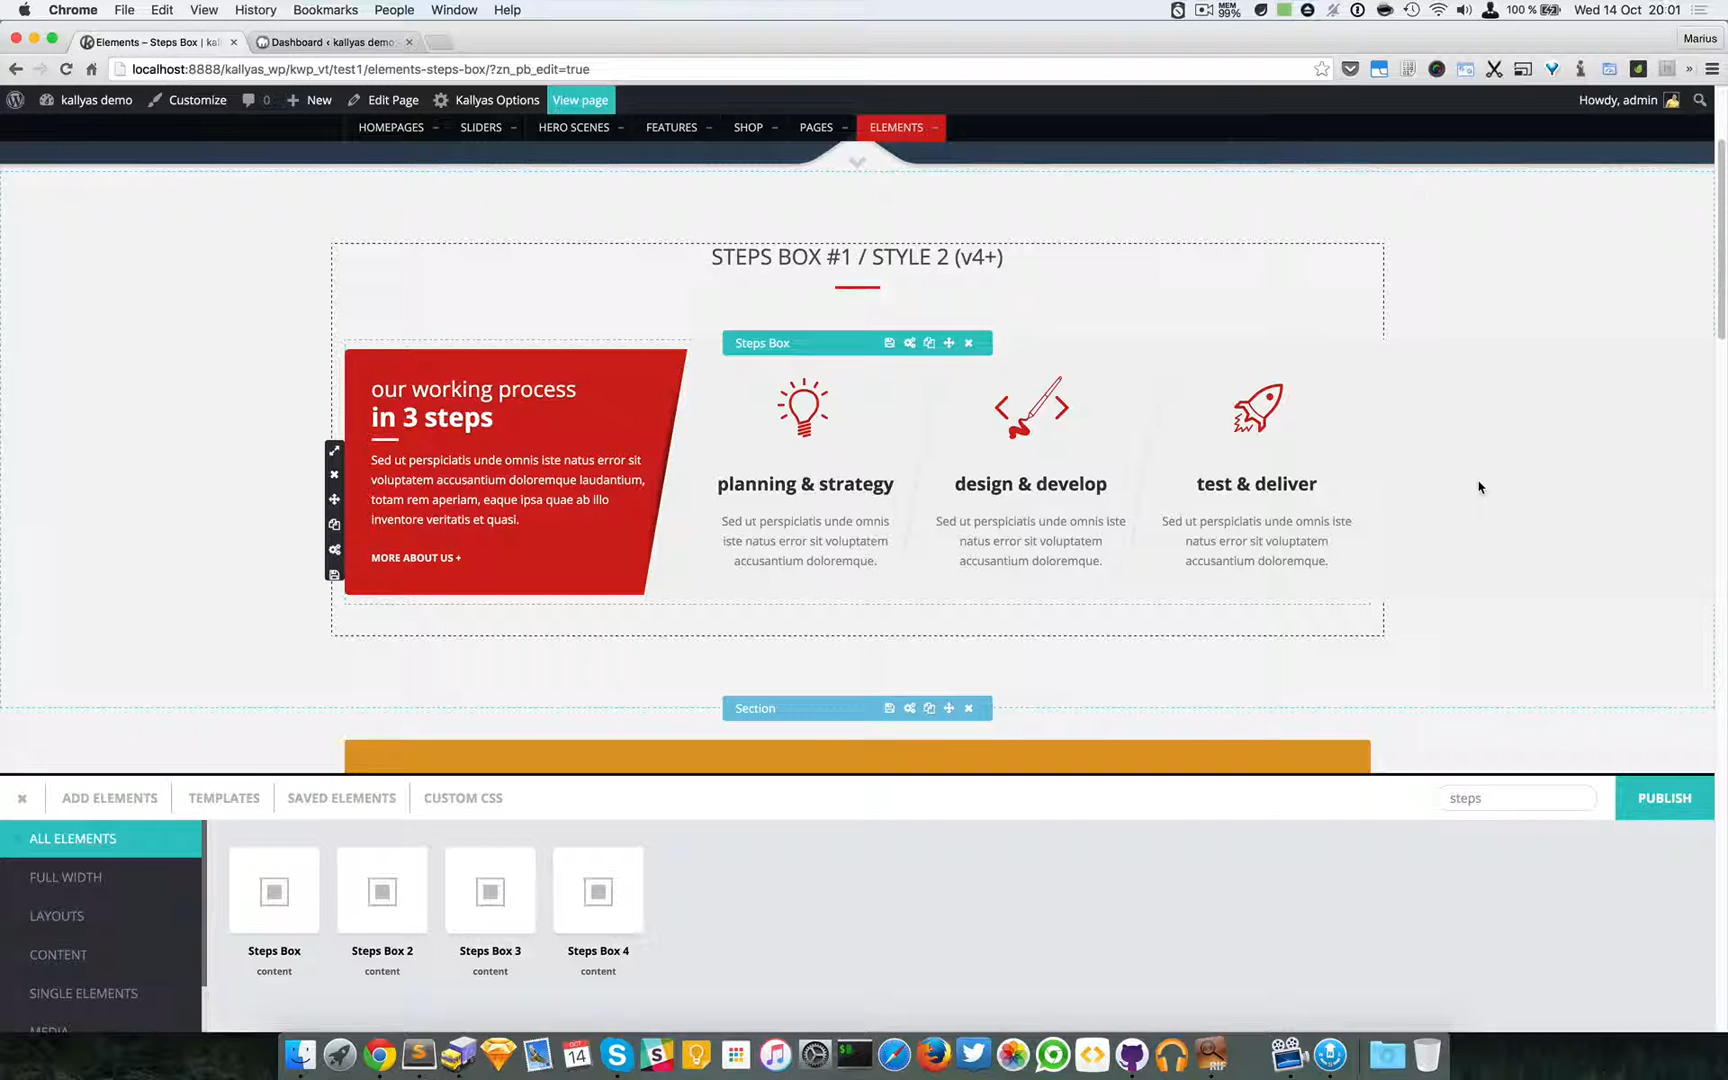 Chrome File Edit View History Bookmarks People Window Help
MEM 99% 100 % Wed 14 Oct 20:01
Elements – Steps Box | kal
Dashboard ‹ kallyas demo
Marius
localhost:8888/kallyas_wp/kwp_vt/test1/elements-steps-box/?zn_pb_edit=true
kallyas demo Customize 0 New Edit Page Kallyas Options View page Howdy, admin
HOMEPAGES SLIDERS HERO SCENES FEATURES SHOP PAGES ELEMENTS
STEPS BOX #1 / STYLE 2 (v4+)
Steps Box
our working process
in 3 steps
Sed ut perspiciatis unde omnis iste natus error sit
voluptatem accusantium doloremque laudantium,
totam rem aperiam, eaque ipsa quae ab illo
inventore veritatis et quasi.
MORE ABOUT US +
planning & strategy
Sed ut perspiciatis unde omnis
iste natus error sit voluptatem
accusantium doloremque.
design & develop
Sed ut perspiciatis unde omnis iste
natus error sit voluptatem
accusantium doloremque.
test & deliver
Sed ut perspiciatis unde omnis iste
natus error sit voluptatem
accusantium doloremque.
Section
ADD ELEMENTS TEMPLATES SAVED ELEMENTS CUSTOM CSS
steps
PUBLISH
ALL ELEMENTS
FULL WIDTH
LAYOUTS
CONTENT
SINGLE ELEMENTS
MEDIA
Steps Box
content
Steps Box 2
content
Steps Box 3
content
Steps Box 4
content
OCT
14
RIF